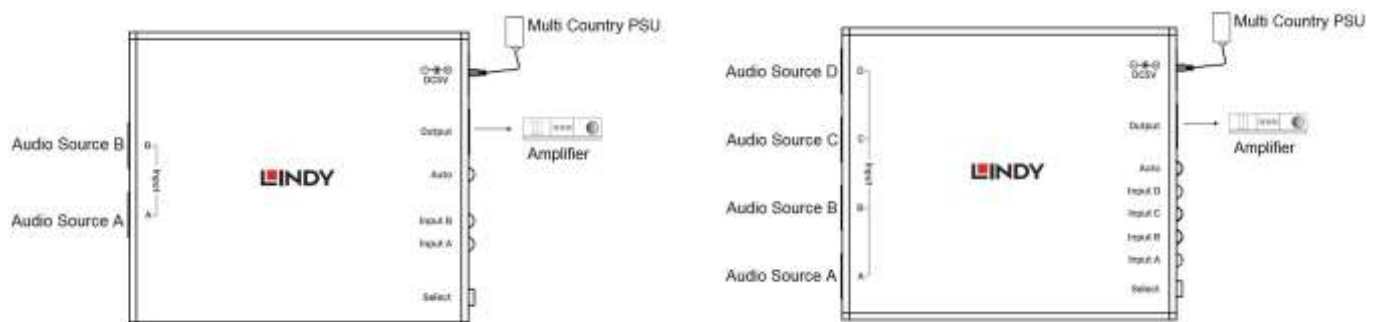 Multi Country PSU
DC5V
Audio Source B
B
Output
Amplifier
Input
LINDY
Auto
Audio Source A
A
Input B
Input A
Select
Multi Country PSU
Audio Source D
D
DC5V
Output
Amplifier
Audio Source C
C
Auto
Input
LINDY
Input D
Audio Source B
B
Input C
Input B
Input A
Audio Source A
A
Select